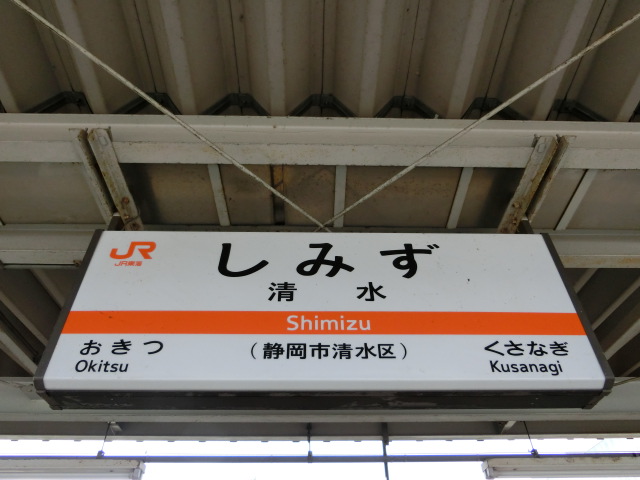 JR
JR東海
しみず
清水
Shimizu
おきつ
Okitsu
（静岡市清水区）
くさなぎ
Kusanagi